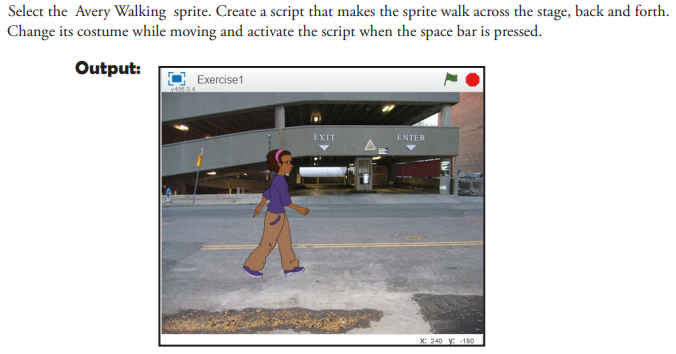 Select the Avery Walking sprite. Create a script that makes the sprite walk across the stage, back and forth.
Change its costume while moving and activate the script when the space bar is pressed.
Output:
Exercise1
v456.0.4
EXIT
ENTER
X: 240 Y: -180